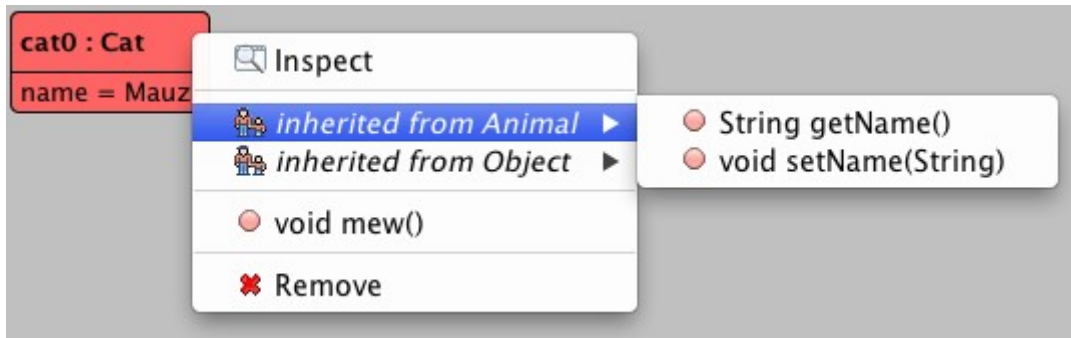 cat0 : Cat
name = Mauz
Inspect
inherited from Animal
inherited from Object
void mew()
Remove
String getName()
void setName(String)